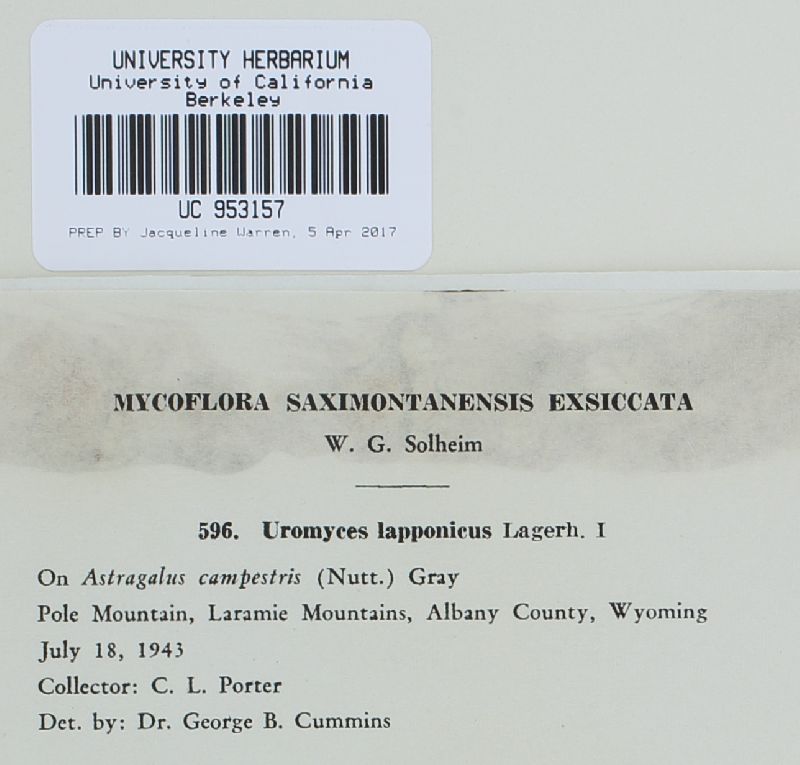 UNIVERSITY HERBARIUM
University of California
Berkeley
UC 953157
PREP BY Jacqueline Warren, 5 Apr 2017
MYCOFLORA SAXIMONTANENSIS EXSICCATA
W. G. Solheim
596. Uromyces lapponicus Lagerh. I
On Astragalus campestris (Nutt.) Gray
Pole Mountain, Laramie Mountains, Albany County, Wyoming
July 18, 1943
Collector: C. L. Porter
Det. by: Dr. George B. Cummins